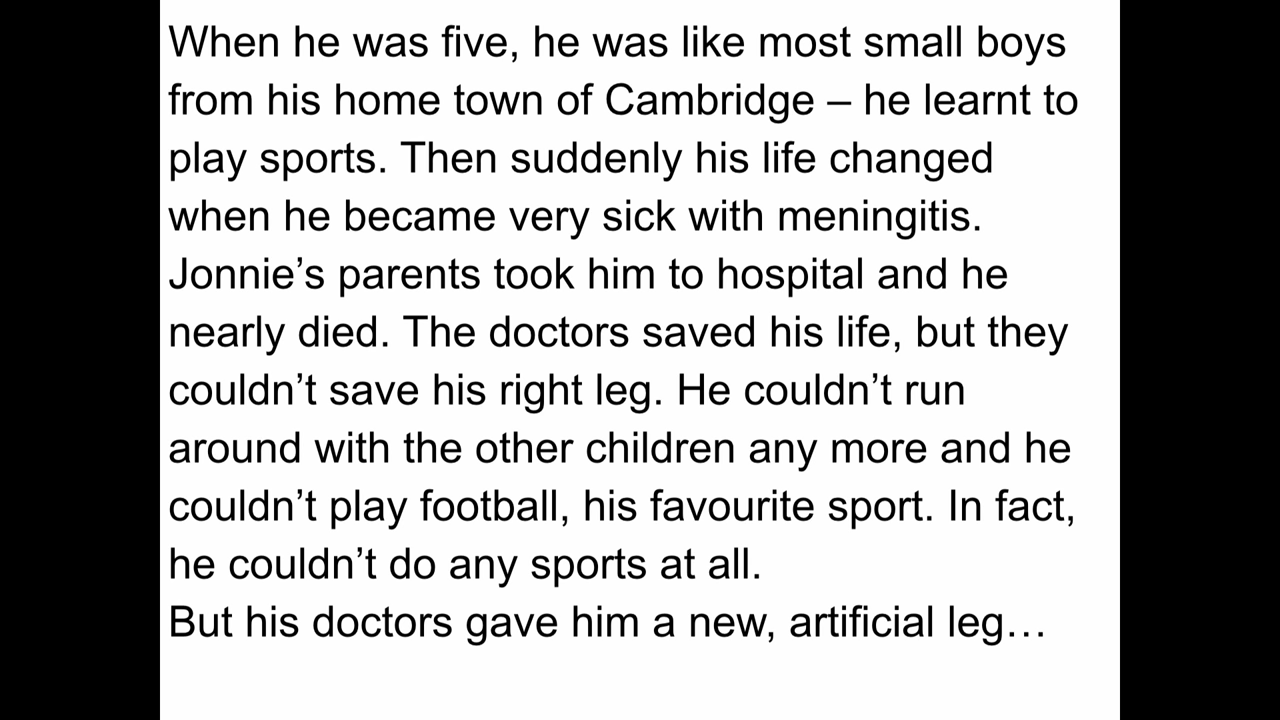 When he was five, he was like most small boys
from his home town of Cambridge – he learnt to
play sports. Then suddenly his life changed
when he became very sick with meningitis.
Jonnie’s parents took him to hospital and he
nearly died. The doctors saved his life, but they
couldn’t save his right leg. He couldn’t run
around with the other children any more and he
couldn’t play football, his favourite sport. In fact,
he couldn’t do any sports at all.
But his doctors gave him a new, artificial leg…